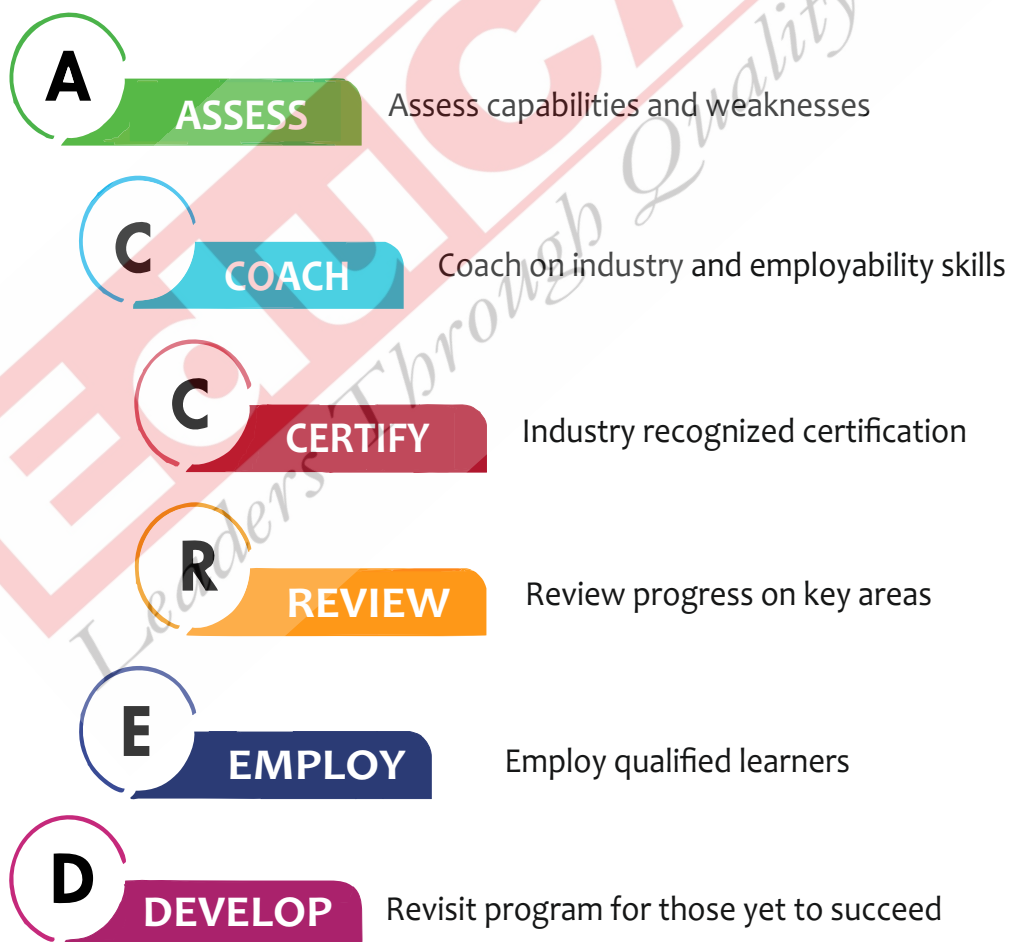 A
ASSESS
Assess capabilities and weaknesses
C
COACH
Coach on industry and employability skills
C
CERTIFY
Industry recognized certification
R
REVIEW
Review progress on key areas
E
EMPLOY
Employ qualified learners
D
DEVELOP
Revisit program for those yet to succeed
Leaders Through Quality